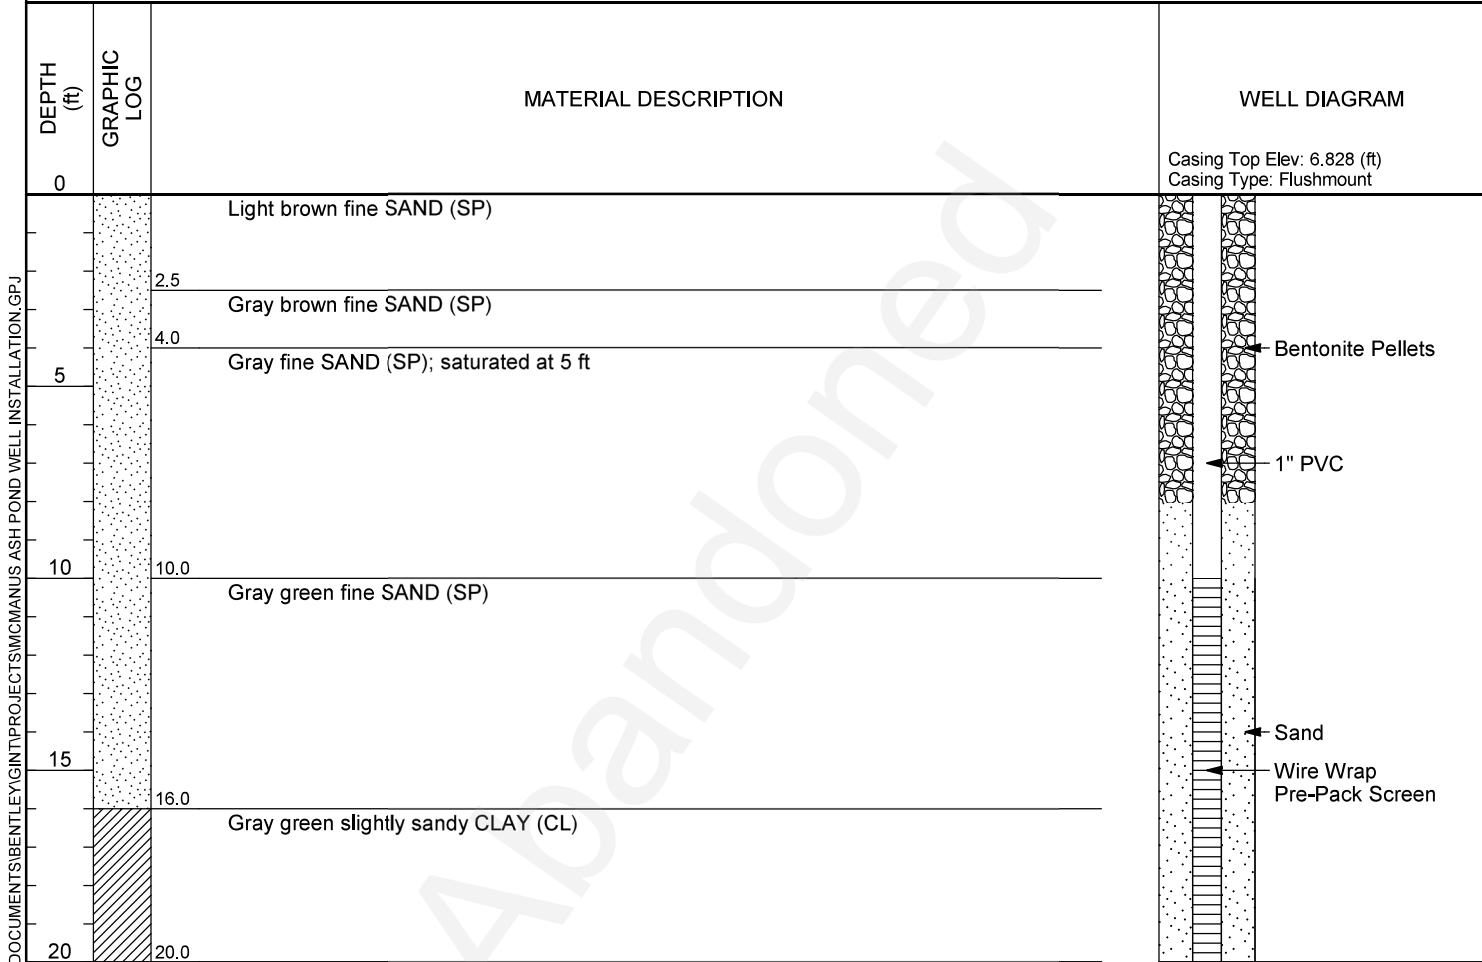 DEPTH
(ft)
GRAPHIC
LOG
MATERIAL DESCRIPTION
WELL DIAGRAM
Casing Top Elev: 6.828 (ft)
Casing Type: Flushmount
0
Light brown fine SAND (SP)
2.5
Gray brown fine SAND (SP)
4.0
Gray fine SAND (SP); saturated at 5 ft
Bentonite Pellets
5
1" PVC
10
10.0
Gray green fine SAND (SP)
Sand
15
Wire Wrap
Pre-Pack Screen
16.0
Gray green slightly sandy CLAY (CL)
20
20.0
Abandoned
DOCUMENTS\BENTLEY\GINT\PROJECTS\MCMANUS ASH POND WELL INSTALLATION.GPJ